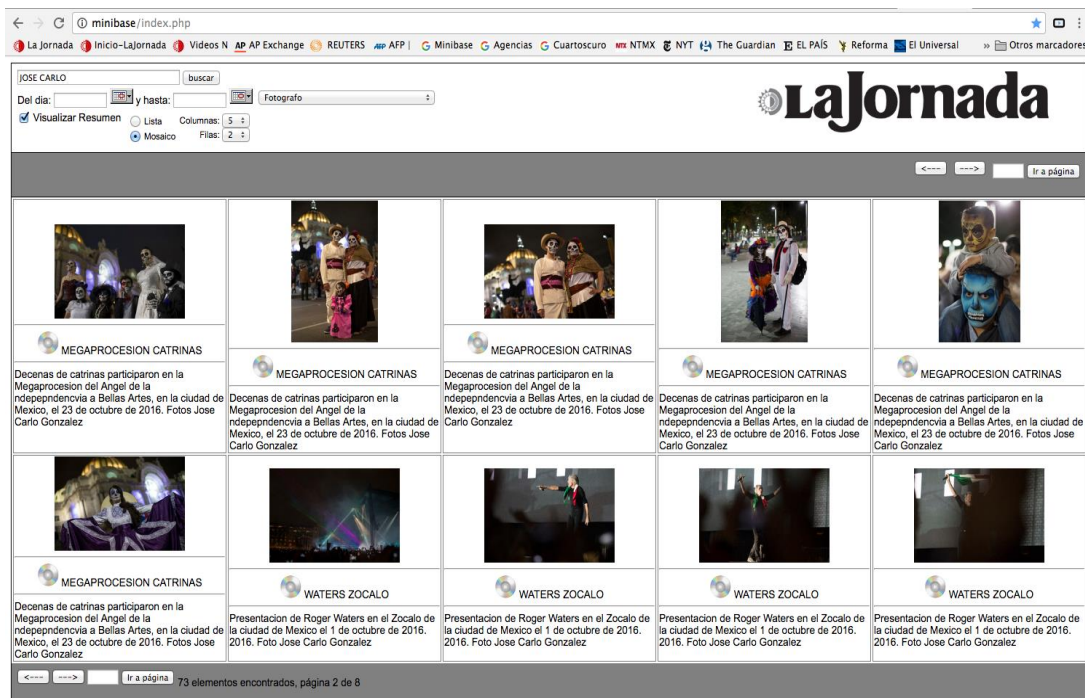 minibase/index.php
La Jornada Inicio-LaJornada Videos N AP AP Exchange REUTERS AFP AFP | Minibase Agencias Cuartoscuro NTX NTMX NYT The Guardian EL PAÍS Reforma El Universal » Otros marcadores
JOSE CARLO buscar
Del dia: y hasta: Fotografo
Visualizar Resumen Lista Columnas: 5
Mosaico Filas: 2
La Jornada
<--- ---> Ir a página
MEGAPROCESION CATRINAS
Decenas de catrinas participaron en la
Megaprocesion del Angel de la
ndepepndencvia a Bellas Artes, en la ciudad de
Mexico, el 23 de octubre de 2016. Fotos Jose
Carlo Gonzalez
MEGAPROCESION CATRINAS
Decenas de catrinas participaron en la
Megaprocesion del Angel de la
ndepepndencvia a Bellas Artes, en la ciudad de
Mexico, el 23 de octubre de 2016. Fotos Jose
Carlo Gonzalez
MEGAPROCESION CATRINAS
Decenas de catrinas participaron en la
Megaprocesion del Angel de la
ndepepndencvia a Bellas Artes, en la ciudad de
Mexico, el 23 de octubre de 2016. Fotos Jose
Carlo Gonzalez
MEGAPROCESION CATRINAS
Decenas de catrinas participaron en la
Megaprocesion del Angel de la
ndepepndencvia a Bellas Artes, en la ciudad de
Mexico, el 23 de octubre de 2016. Fotos Jose
Carlo Gonzalez
MEGAPROCESION CATRINAS
Decenas de catrinas participaron en la
Megaprocesion del Angel de la
ndepepndencvia a Bellas Artes, en la ciudad de
Mexico, el 23 de octubre de 2016. Fotos Jose
Carlo Gonzalez
MEGAPROCESION CATRINAS
Decenas de catrinas participaron en la
Megaprocesion del Angel de la
ndepepndencvia a Bellas Artes, en la ciudad de
Mexico, el 23 de octubre de 2016. Fotos Jose
Carlo Gonzalez
WATERS ZOCALO
Presentacion de Roger Waters en el Zocalo de
la ciudad de Mexico el 1 de octubre de 2016.
2016. Foto Jose Carlo Gonzalez
WATERS ZOCALO
Presentacion de Roger Waters en el Zocalo de
la ciudad de Mexico el 1 de octubre de 2016.
2016. Foto Jose Carlo Gonzalez
WATERS ZOCALO
Presentacion de Roger Waters en el Zocalo de
la ciudad de Mexico el 1 de octubre de 2016.
2016. Foto Jose Carlo Gonzalez
WATERS ZOCALO
Presentacion de Roger Waters en el Zocalo de
la ciudad de Mexico el 1 de octubre de 2016.
2016. Foto Jose Carlo Gonzalez
<--- ---> Ir a página 73 elementos encontrados, página 2 de 8